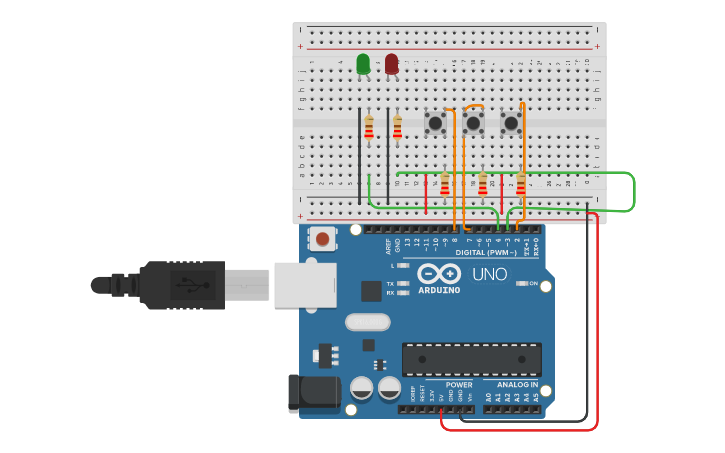 AREF
GND
13
12
~11
~10
~9
8
7
~6
~5
4
~3
2
TX→1
RX←0
DIGITAL (PWM~)
L
TX
RX
ARDUINO
UNO
ON
POWER
ANALOG IN
IOREF
RESET
3.3V
5V
GND
GND
Vin
A0
A1
A2
A3
A4
A5